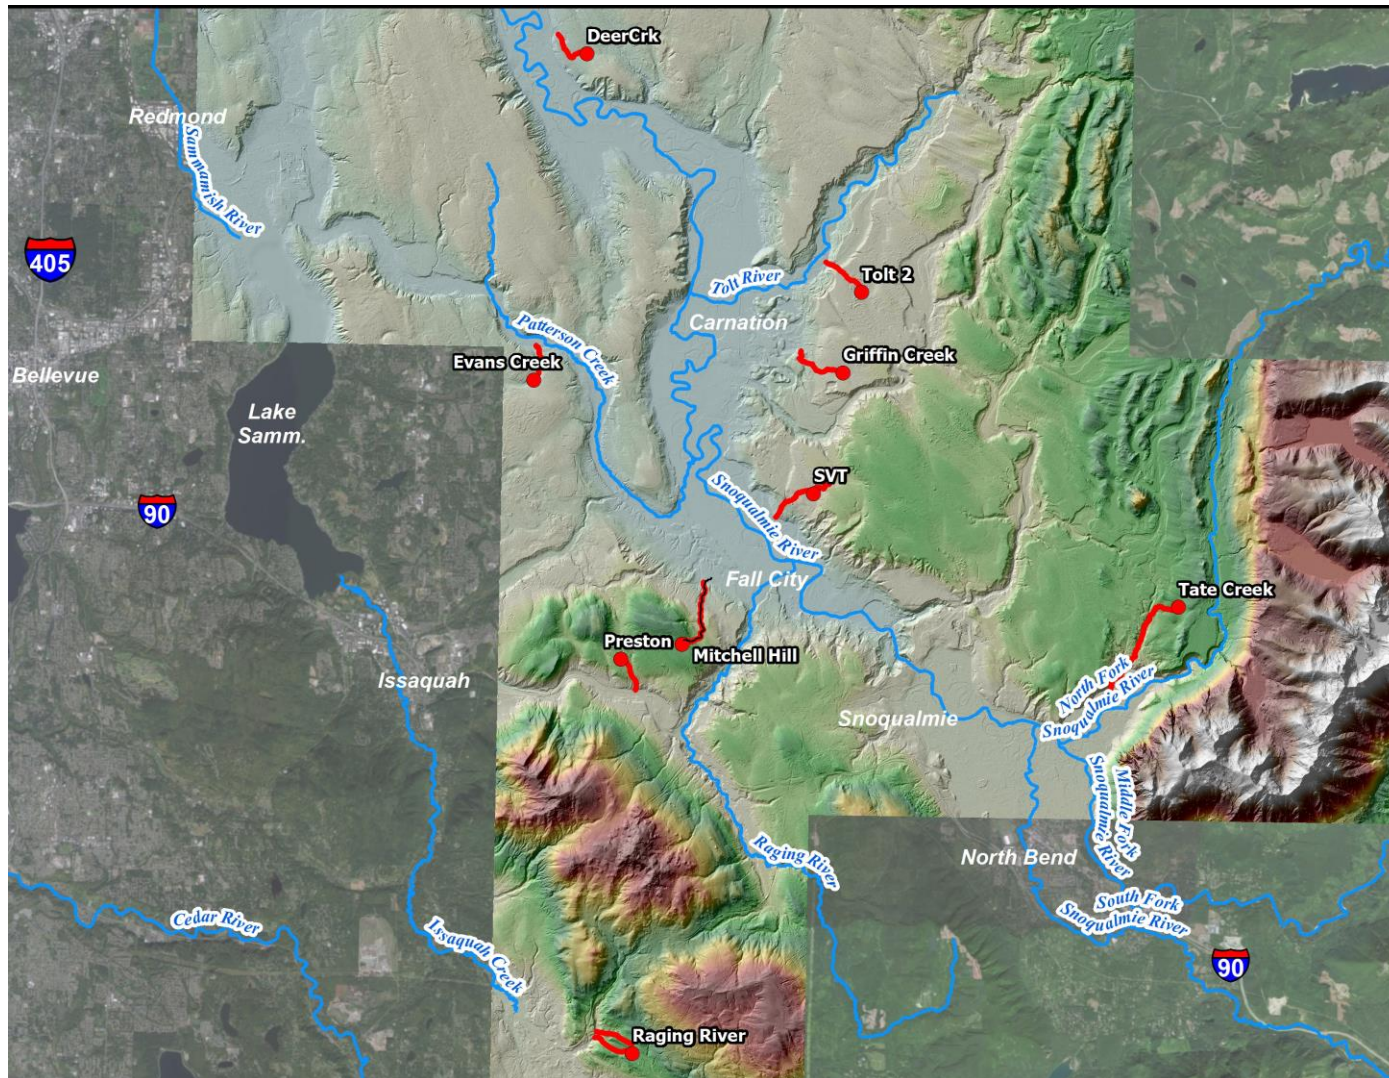 DeerCrk
Redmond
Sammamish River
405
Tolt River
Tolt 2
Carnation
Patterson Creek
Evans Creek
Griffin Creek
Bellevue
Lake
Samm.
SVT
90
Snoqualmie River
Fall City
Tate Creek
Preston
Mitchell Hill
North Fork
Snoqualmie River
Issaquah
Snoqualmie
Middle Fork
Snoqualmie River
Raging River
North Bend
South Fork
Snoqualmie River
Cedar River
Issaquah Creek
90
Raging River